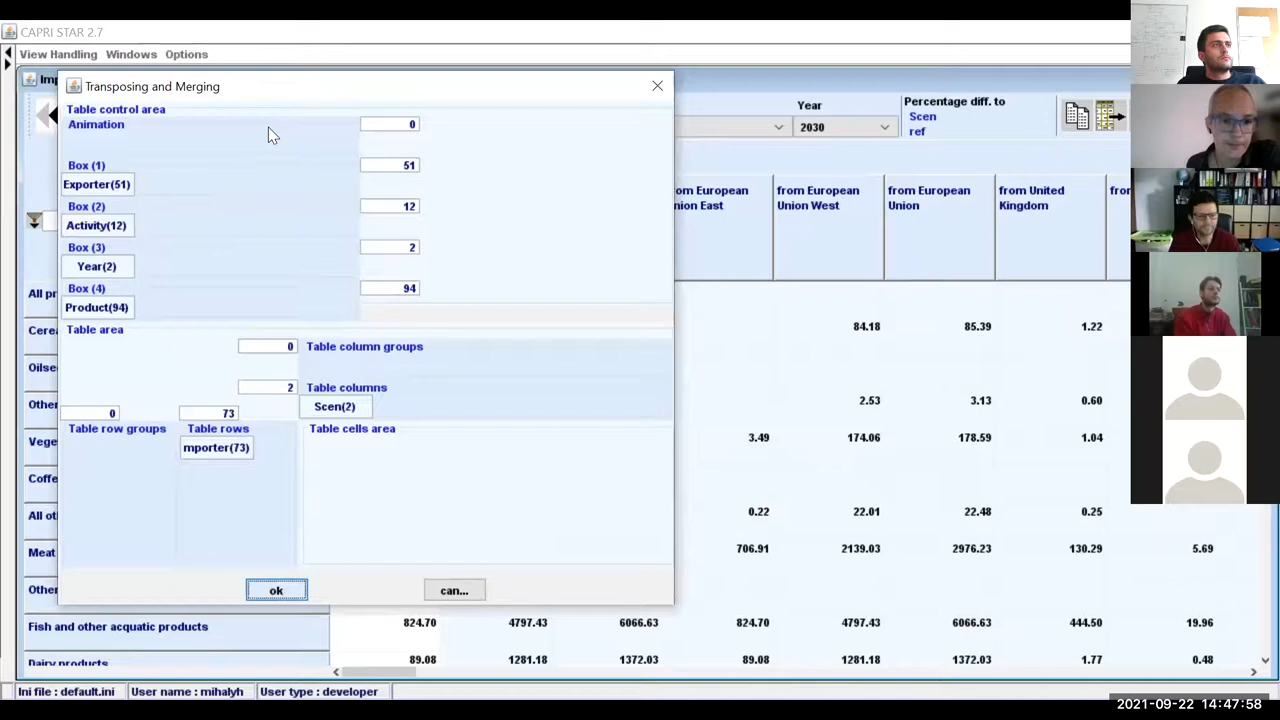 CAPRI STAR 2.7
View Handling Windows Options
Imp
Transposing and Merging
Table control area
Animation 0
Box (1) 51
Exporter(51)
Box (2) 12
Activity(12)
Box (3) 2
Year(2)
Box (4) 94
Product(94)
Table area
0 Table column groups
2 Table columns
Scen(2)
0 73
Table row groups Table rows Table cells area
mporter(73)
ok can...
Year
2030
Percentage diff. to
Scen
ref
om European from European from European from United fro
nion East Union West Union Kingdom
All pr
Cerea 84.18 85.39 1.22
Oilse
Other 2.53 3.13 0.60
Vege 3.49 174.06 178.59 1.04
Coffe
All ot 0.22 22.01 22.48 0.25
Meat 706.91 2139.03 2976.23 130.29 5.69
Other
Fish and other acquatic products 824.70 4797.43 6066.63 824.70 4797.43 6066.63 444.50 19.96
Dairy products 89.08 1281.18 1372.03 89.08 1281.18 1372.03 1.77 0.48
Ini file : default.ini User name : mihalyh User type : developer
2021-09-22 14:47:58